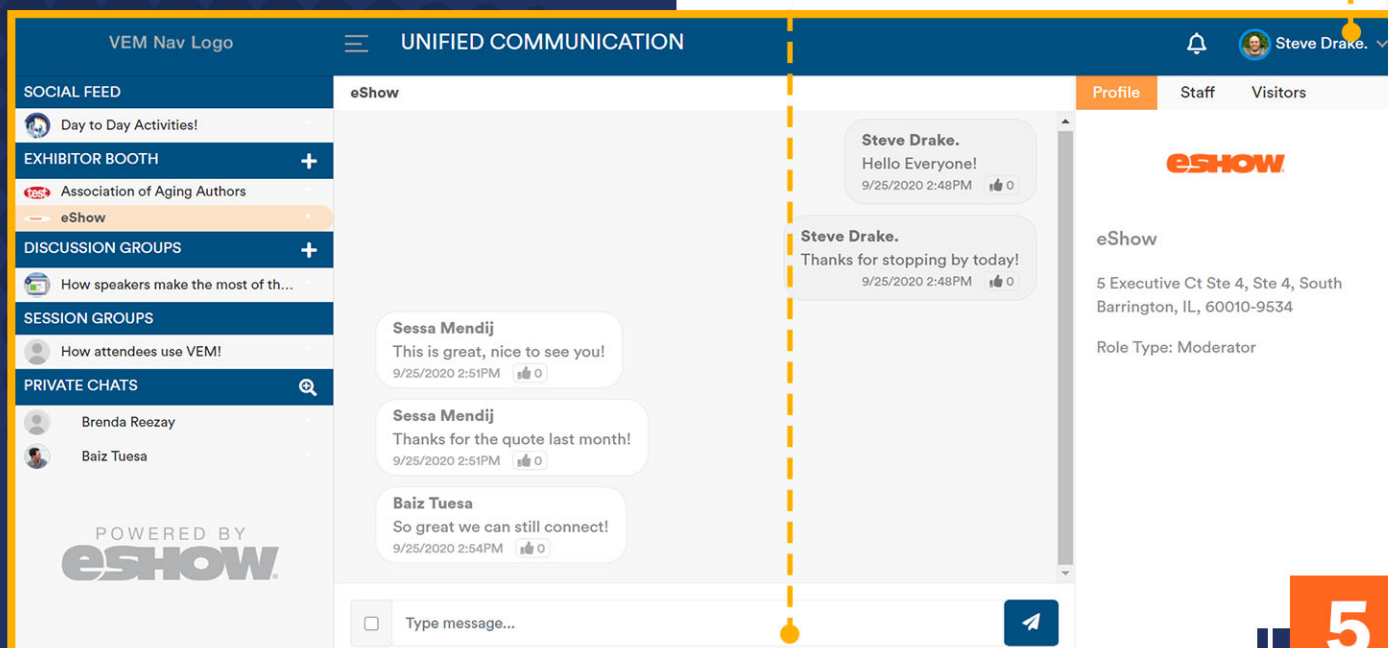 VEM Nav Logo
UNIFIED COMMUNICATION
Steve Drake.
SOCIAL FEED
Day to Day Activities!
EXHIBITOR BOOTH
test
Association of Aging Authors
eShow
DISCUSSION GROUPS
How speakers make the most of th...
SESSION GROUPS
How attendees use VEM!
PRIVATE CHATS
Brenda Reezay
Baiz Tuesa
POWERED BY
eSHOW
eShow
Steve Drake.
Hello Everyone!
9/25/2020 2:48PM 0
Steve Drake.
Thanks for stopping by today!
9/25/2020 2:48PM 0
Sessa Mendij
This is great, nice to see you!
9/25/2020 2:51PM 0
Sessa Mendij
Thanks for the quote last month!
9/25/2020 2:51PM 0
Baiz Tuesa
So great we can still connect!
9/25/2020 2:54PM 0
Type message...
Profile Staff Visitors
eSHOW
eShow
5 Executive Ct Ste 4, Ste 4, South
Barrington, IL, 60010-9534
Role Type: Moderator
5